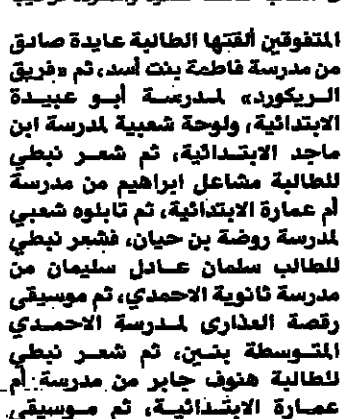 المتفوقين ألقتها الطالبة عايدة صادق
من مدرسة فاطمة بنت أسد، ثم «فريق
الريكورد» لمدرسة أبو عبيدة
الابتدائية، ولوحة شعبية لمدرسة ابن
ماجد الابتدائية، ثم شعر نبطي
للطالبة مشاعل ابراهيم من مدرسة
أم عمارة الابتدائية، ثم تابلوه شعبي
لمدرسة روضة بن حيان، فشعر نبطي
للطالب سلمان عادل سليمان من
مدرسة ثانوية الاحمدي، ثم موسيقى
رقصة العذارى لمدرسة الاحمدي
المتوسطة بنين، ثم شعر نبطي
للطالبة هنوف جابر من مدرسة أم
عمارة الابتدائية، ثم موسيقى